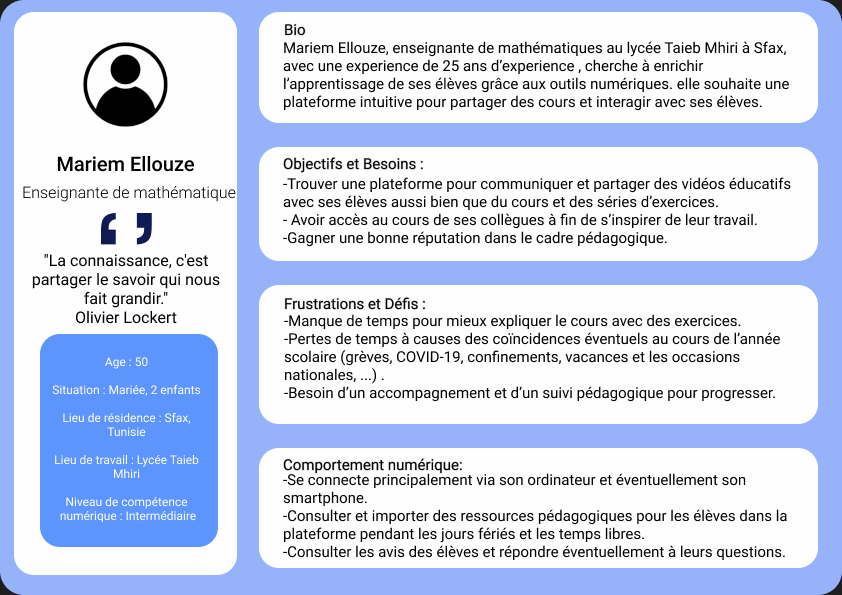 Mariem Ellouze
Enseignante de mathématique
"La connaissance, c'est
partager le savoir qui nous
fait grandir."
Olivier Lockert
Age : 50
Situation : Mariée, 2 enfants
Lieu de résidence : Sfax,
Tunisie
Lieu de travail : Lycée Taieb
Mhiri
Niveau de compétence
numérique : Intermédiaire
Bio
Mariem Ellouze, enseignante de mathématiques au lycée Taieb Mhiri à Sfax,
avec une experience de 25 ans d'experience , cherche à enrichir
l'apprentissage de ses élèves grâce aux outils numériques. elle souhaite une
plateforme intuitive pour partager des cours et interagir avec ses élèves.
Objectifs et Besoins :
-Trouver une plateforme pour communiquer et partager des vidéos éducatifs
avec ses élèves aussi bien que du cours et des séries d'exercices.
- Avoir accès au cours de ses collègues à fin de s'inspirer de leur travail.
-Gagner une bonne réputation dans le cadre pédagogique.
Frustrations et Défis :
-Manque de temps pour mieux expliquer le cours avec des exercices.
-Pertes de temps à causes des coïncidences éventuels au cours de l'année
scolaire (grèves, COVID-19, confinements, vacances et les occasions
nationales, ...) .
-Besoin d'un accompagnement et d'un suivi pédagogique pour progresser.
Comportement numérique:
-Se connecte principalement via son ordinateur et éventuellement son
smartphone.
-Consulter et importer des ressources pédagogiques pour les élèves dans la
plateforme pendant les jours fériés et les temps libres.
-Consulter les avis des élèves et répondre éventuellement à leurs questions.